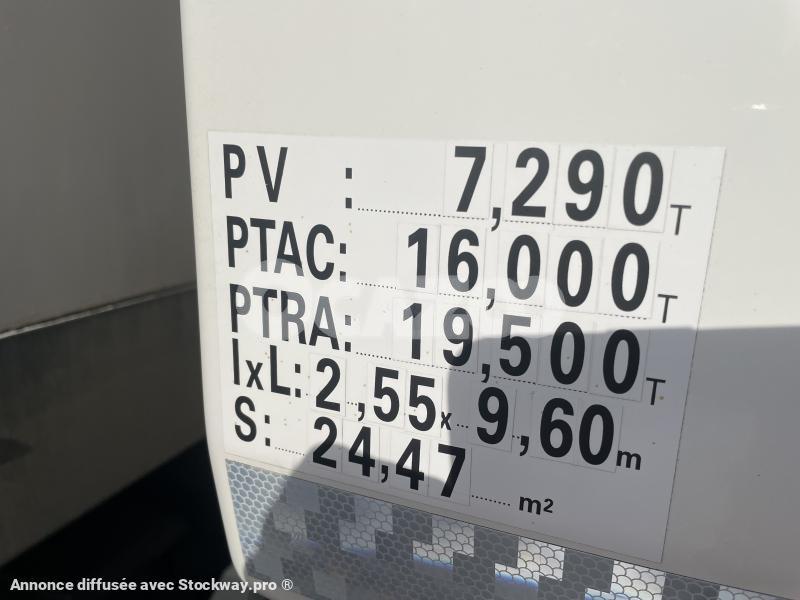 PV : 7,290 T
PTAC: 16,000 T
PTRA: 19,500 T
lxL: 2,55 x 9,60 m
S: 24,47 m²
Annonce diffusée avec Stockway.pro ®